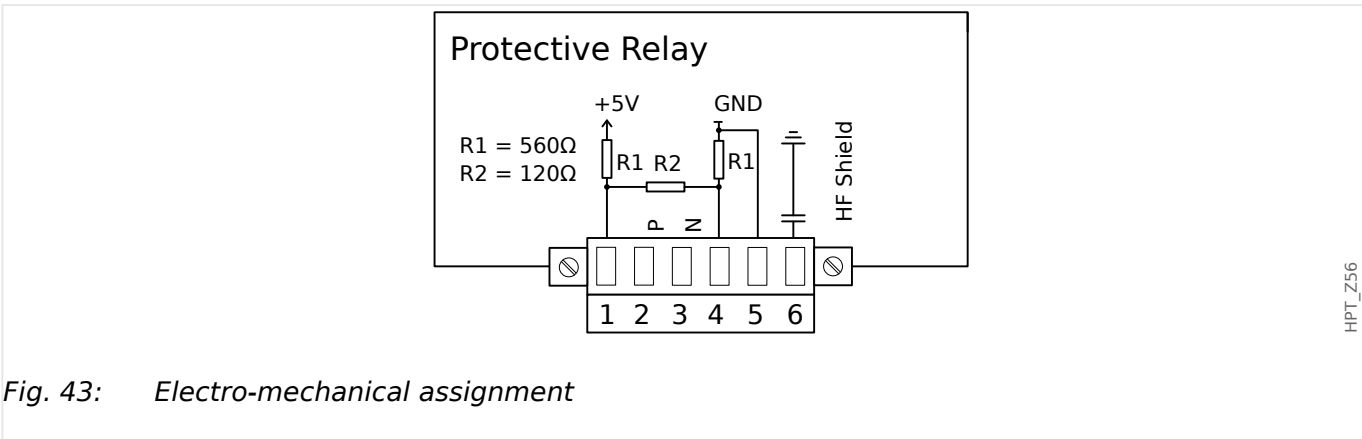 Protective Relay
+5V
GND
R1 = 560Ω
R2 = 120Ω
R1
R2
R1
HF Shield
P
N
1 2 3 4 5 6
HPT_Z56
Fig. 43: Electro-mechanical assignment